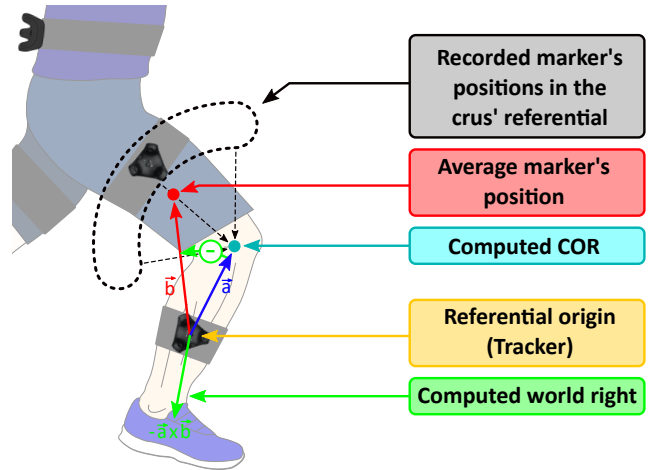 Recorded marker's
positions in the
crus' referential
Average marker's
position
Computed COR
b
a
Referential origin
(Tracker)
Computed world right
-a×b